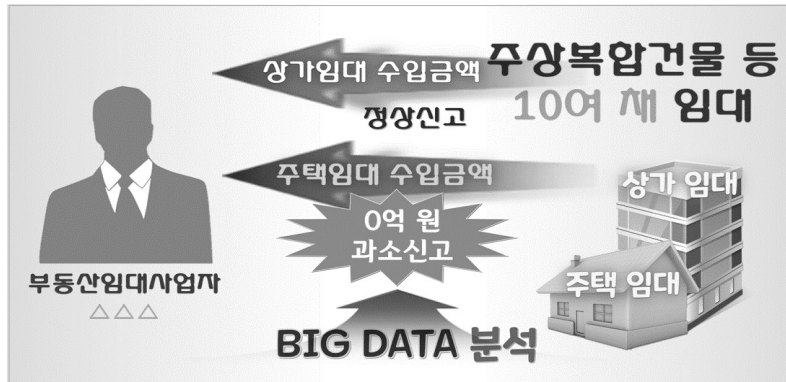 상가임대 수입금액
주상복합건물 등
10여 채 임대
정상신고
주택임대 수입금액
상가 임대
0억 원
과소신고
주택 임대
부동산임대사업자
△△△
BIG DATA 분석